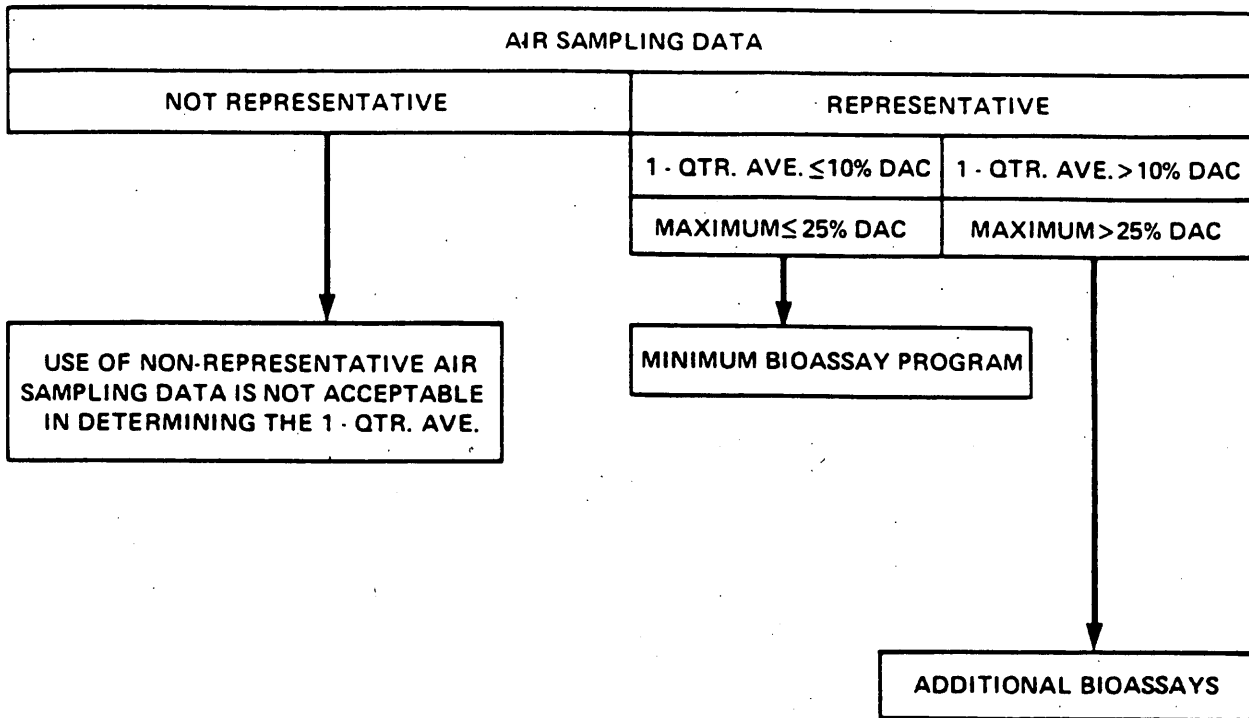 AIR SAMPLING DATA
NOT REPRESENTATIVE
REPRESENTATIVE
1 - QTR. AVE. ≤10% DAC
1 - QTR. AVE. >10% DAC
MAXIMUM≤ 25% DAC
MAXIMUM>25% DAC
USE OF NON-REPRESENTATIVE AIR
SAMPLING DATA IS NOT ACCEPTABLE
IN DETERMINING THE 1 - QTR. AVE.
MINIMUM BIOASSAY PROGRAM
ADDITIONAL BIOASSAYS